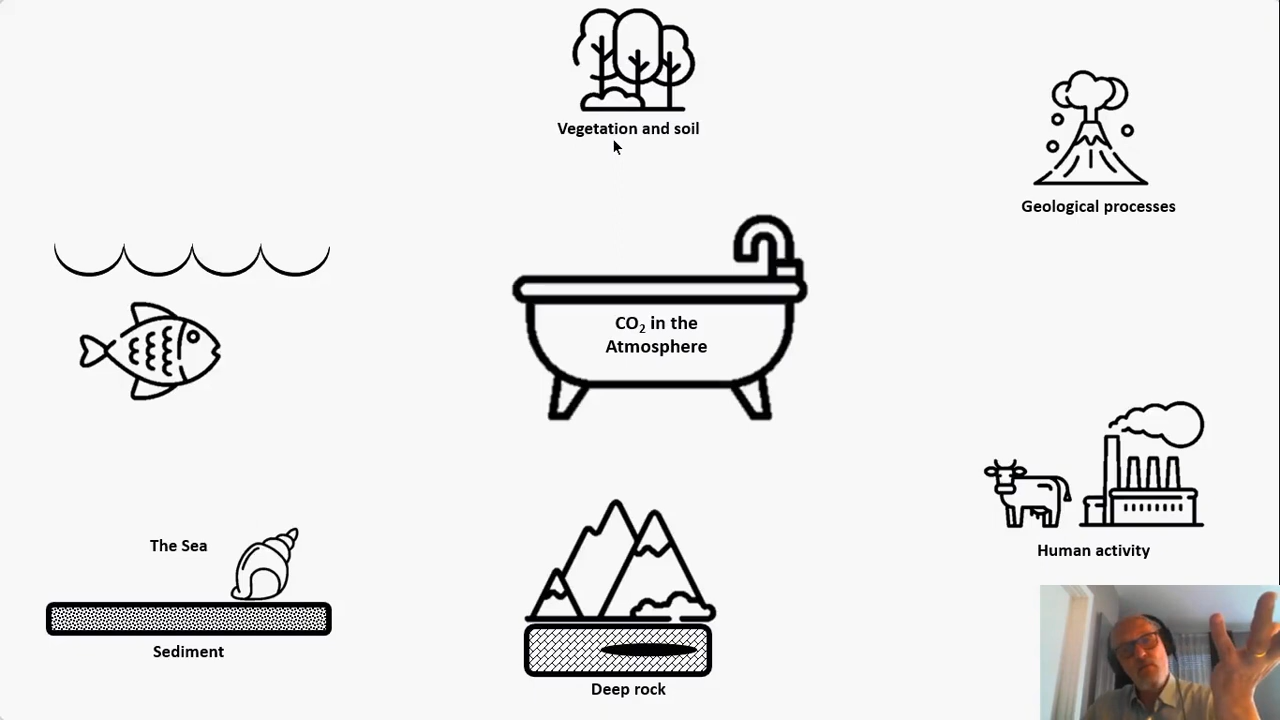 Vegetation and soil
Geological processes
CO₂ in the
Atmosphere
The Sea
Human activity
Sediment
Deep rock